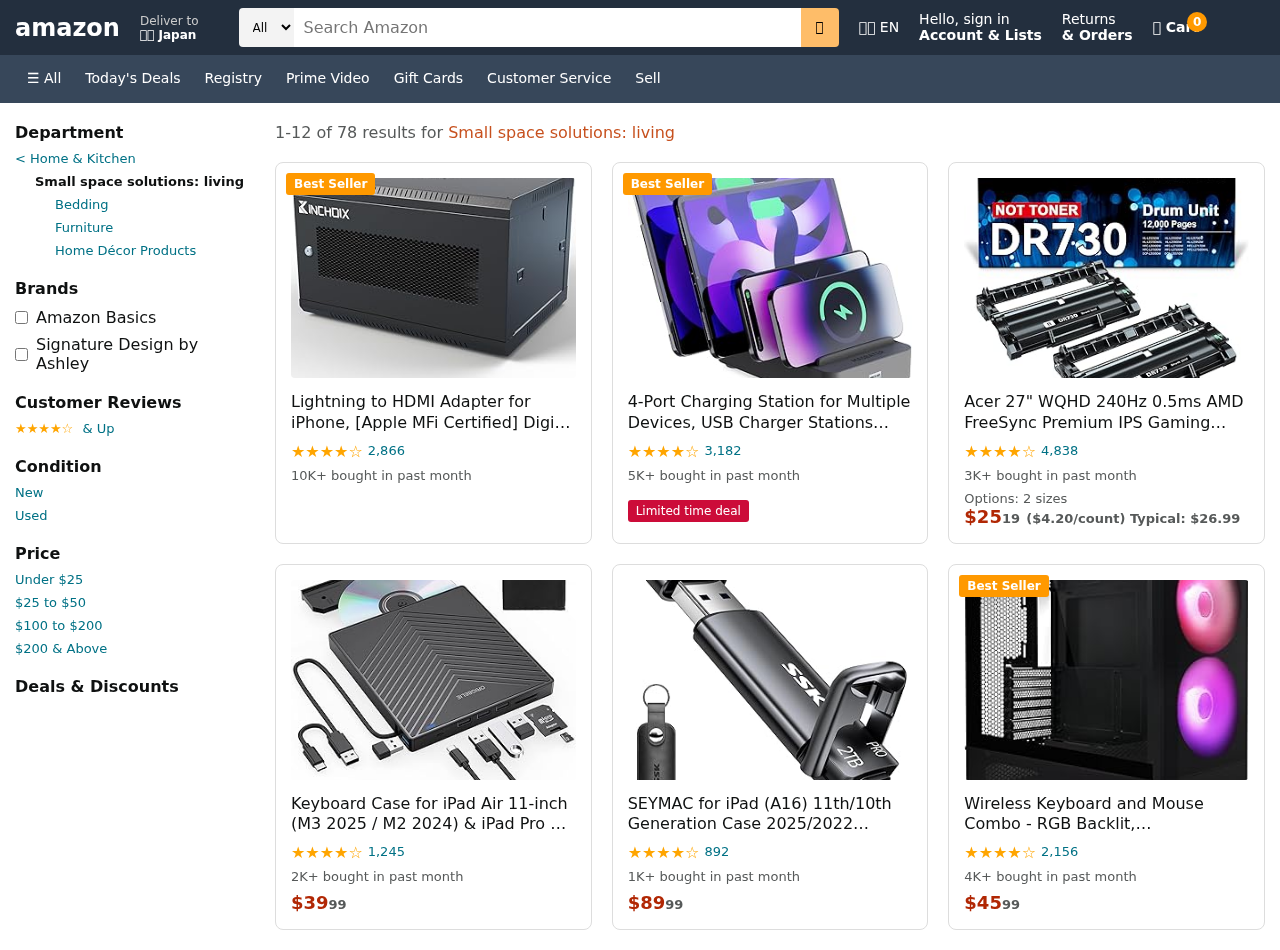 amazon
Deliver to
Japan
All
Search Amazon
EN
Hello, sign in
Account & Lists
Returns
& Orders
0
☰ All
Today's Deals
Registry
Prime Video
Gift Cards
Customer Service
Sell
Department
< Home & Kitchen
Small space solutions: living
Bedding
Furniture
Home Décor Products
Brands
Amazon Basics
Signature Design by
Ashley
Customer Reviews
★★★★☆ & Up
Condition
New
Used
Price
Under $25
$25 to $50
$100 to $200
$200 & Above
Deals & Discounts
1-12 of 78 results for Small space solutions: living
Best Seller
Lightning to HDMI Adapter for
iPhone, [Apple MFi Certified] Digi…
★★★★☆ 2,866
10K+ bought in past month
Best Seller
4-Port Charging Station for Multiple
Devices, USB Charger Stations…
★★★★☆ 3,182
5K+ bought in past month
Limited time deal
NOT TONER
DR730
Drum Unit
12,000 Pages
DR730
DR730
Acer 27" WQHD 240Hz 0.5ms AMD
FreeSync Premium IPS Gaming…
★★★★☆ 4,838
3K+ bought in past month
Options: 2 sizes
$2519 ($4.20/count) Typical: $26.99
Keyboard Case for iPad Air 11-inch
(M3 2025 / M2 2024) & iPad Pro …
★★★★☆ 1,245
2K+ bought in past month
$3999
SSK
PRO
2TB
SSK
SEYMAC for iPad (A16) 11th/10th
Generation Case 2025/2022…
★★★★☆ 892
1K+ bought in past month
$8999
Best Seller
Wireless Keyboard and Mouse
Combo - RGB Backlit,…
★★★★☆ 2,156
4K+ bought in past month
$4599